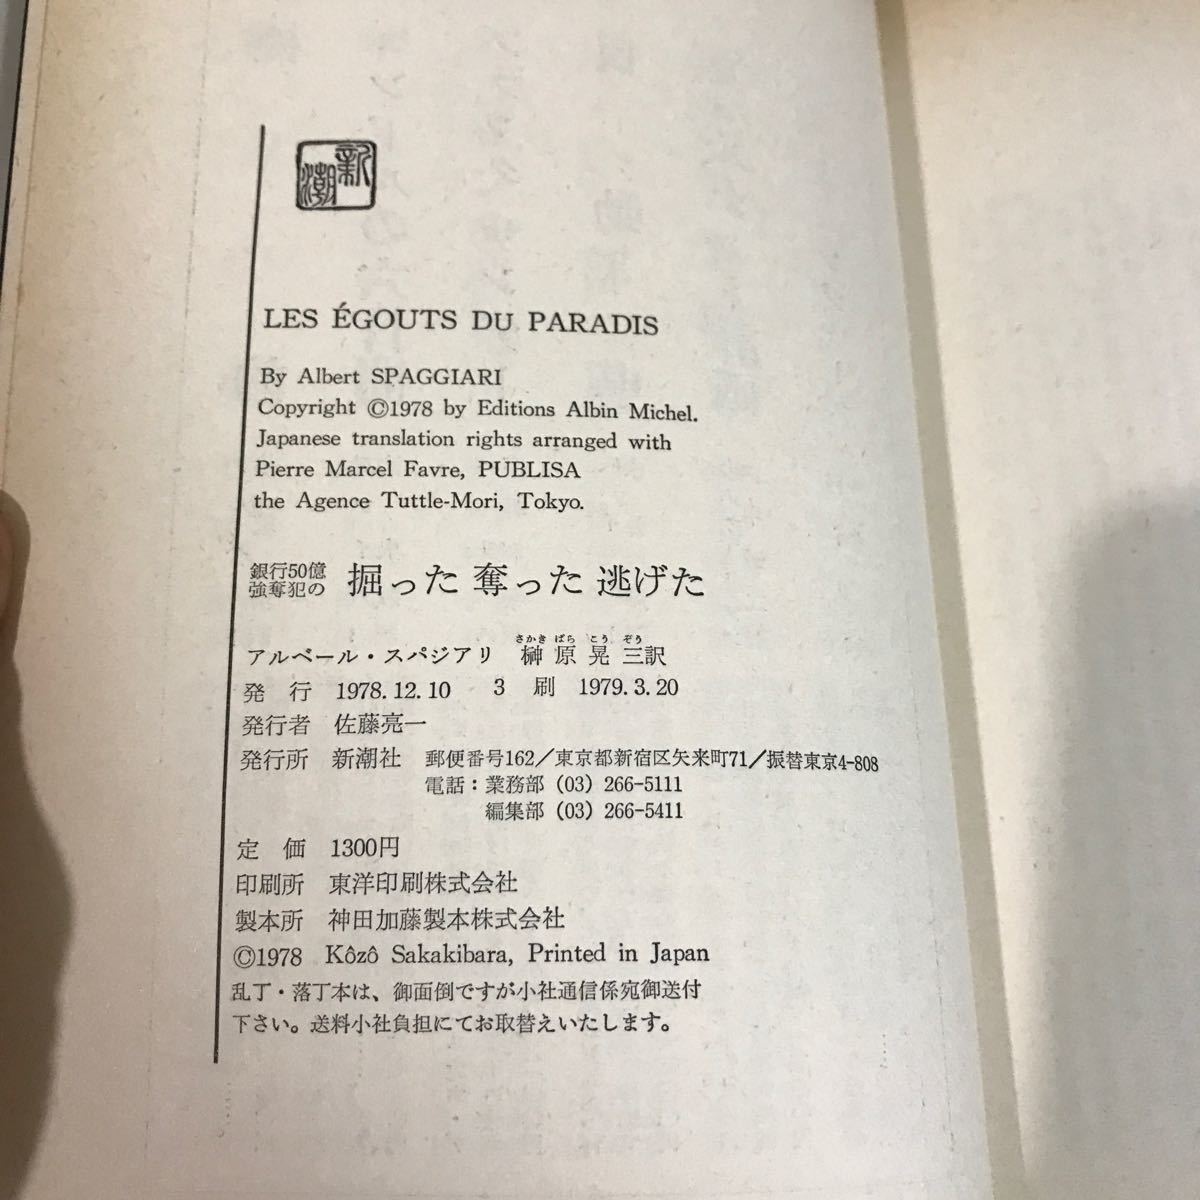 新潮
LES ÉGOUTS DU PARADIS
By Albert SPAGGIARI
Copyright ©1978 by Editions Albin Michel.
Japanese translation rights arranged with
Pierre Marcel Favre, PUBLISA
the Agence Tuttle-Mori, Tokyo.
銀行50億
強奪犯の 掘った 奪った 逃げた
さかき ばら こう ぞう
アルベール・スパジアリ 榊原晃三訳
発行 1978.12.10 3刷 1979.3.20
発行者 佐藤亮一
発行所 新潮社 郵便番号162/東京都新宿区矢来町71/振替東京4-808
電話:業務部 (03) 266-5111
編集部 (03) 266-5411
定価 1300円
印刷所 東洋印刷株式会社
製本所 神田加藤製本株式会社
©1978 Kôzô Sakakibara, Printed in Japan
乱丁・落丁本は、御面倒ですが小社通信係宛御送付
下さい。送料小社負担にてお取替えいたします。